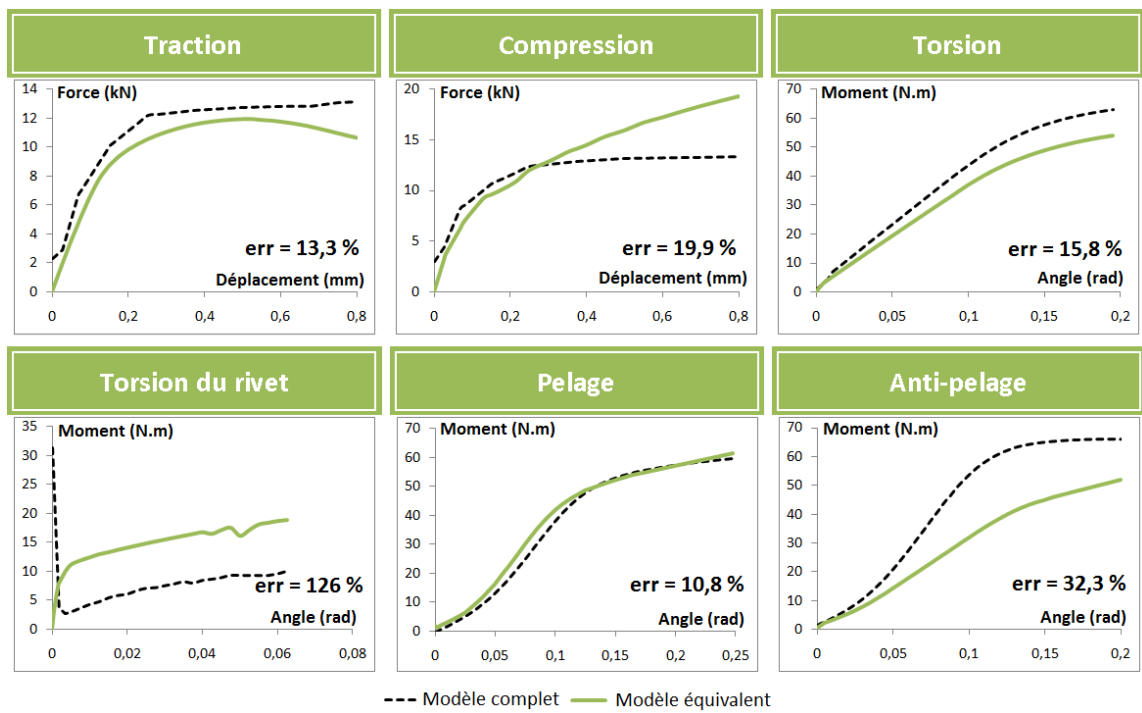 Traction
Compression
Torsion
Force (kN)
14
12
10
8
6
4
2
0
err = 13,3 %
Déplacement (mm)
0 0,2 0,4 0,6 0,8
Force (kN)
20
15
10
5
0
err = 19,9 %
Déplacement (mm)
0 0,2 0,4 0,6 0,8
Moment (N.m)
70
60
50
40
30
20
10
0
err = 15,8 %
Angle (rad)
0 0,05 0,1 0,15 0,2
Torsion du rivet
Pelage
Anti-pelage
Moment (N.m)
35
30
25
20
15
10
5
0
err = 126 %
Angle (rad)
0 0,02 0,04 0,06 0,08
Moment (N.m)
70
60
50
40
30
20
10
0
err = 10,8 %
Angle (rad)
0 0,05 0,1 0,15 0,2 0,25
Moment (N.m)
70
60
50
40
30
20
10
0
err = 32,3 %
Angle (rad)
0 0,05 0,1 0,15 0,2
Modèle complet Modèle équivalent